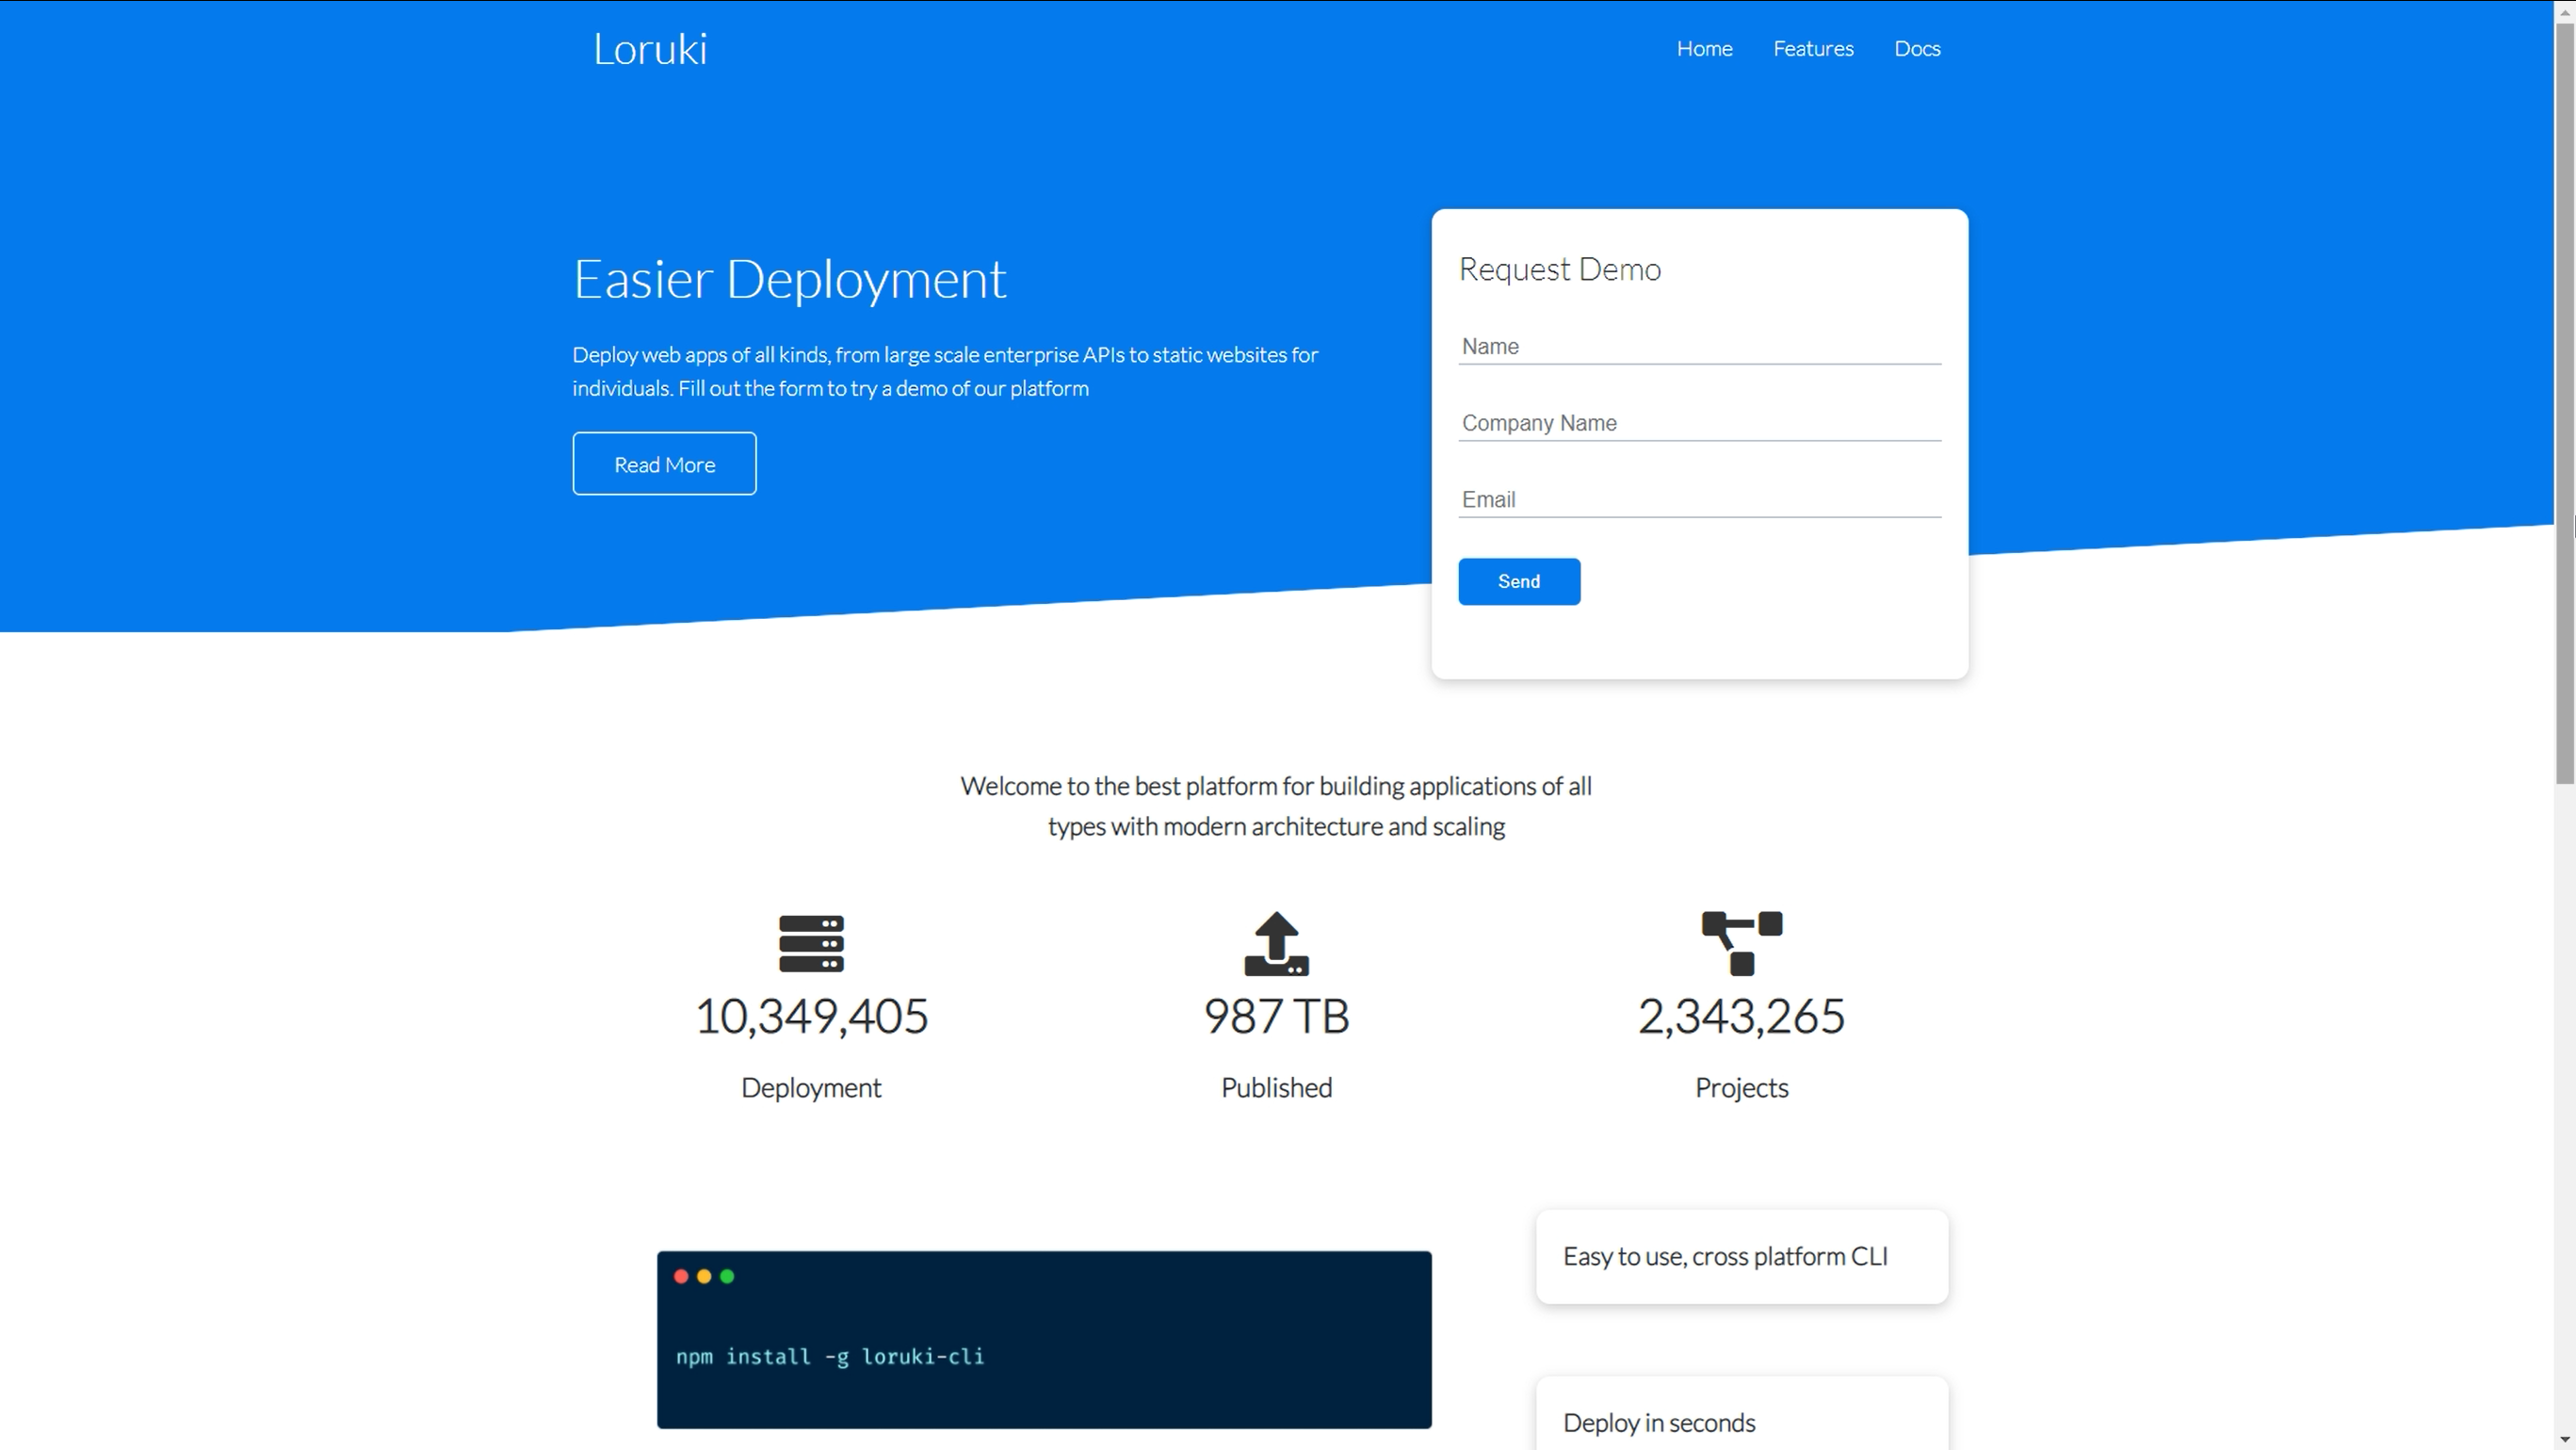 Loruki
Home
Features
Docs
Easier Deployment
Deploy web apps of all kinds, from large scale enterprise APIs to static websites for
individuals. Fill out the form to try a demo of our platform
Read More
Request Demo
Name
Company Name
Email
Send
Welcome to the best platform for building applications of all
types with modern architecture and scaling
10,349,405
Deployment
987 TB
Published
2,343,265
Projects
npm install -g loruki-cli
Easy to use, cross platform CLI
Deploy in seconds